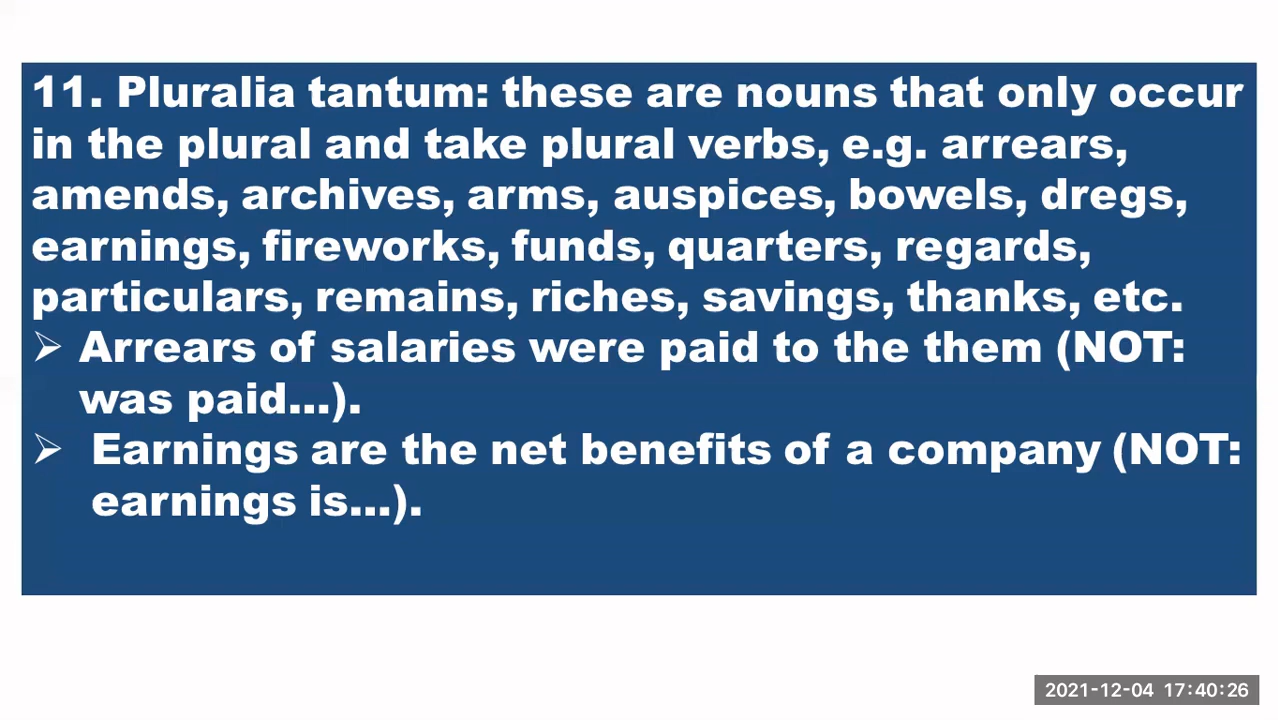 11. Pluralia tantum: these are nouns that only occur
in the plural and take plural verbs, e.g. arrears,
amends, archives, arms, auspices, bowels, dregs,
earnings, fireworks, funds, quarters, regards,
particulars, remains, riches, savings, thanks, etc.
➢ Arrears of salaries were paid to the them (NOT:
was paid…).
➢ Earnings are the net benefits of a company (NOT:
earnings is…).
2021-12-04 17:40:26